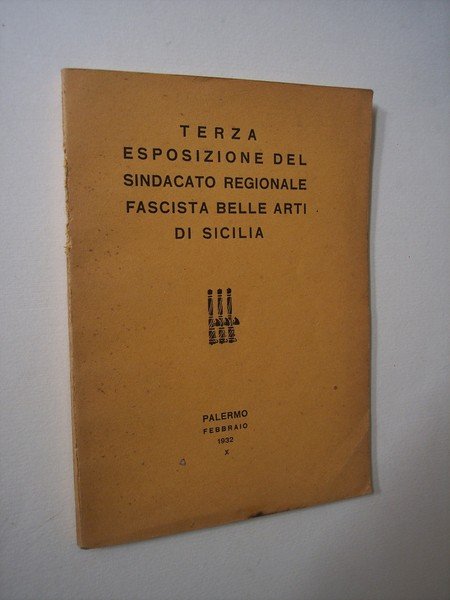 TERZA
ESPOSIZIONE DEL
SINDACATO REGIONALE
FASCISTA BELLE ARTI
DI SICILIA
PALERMO
FEBBRAIO
1932
X